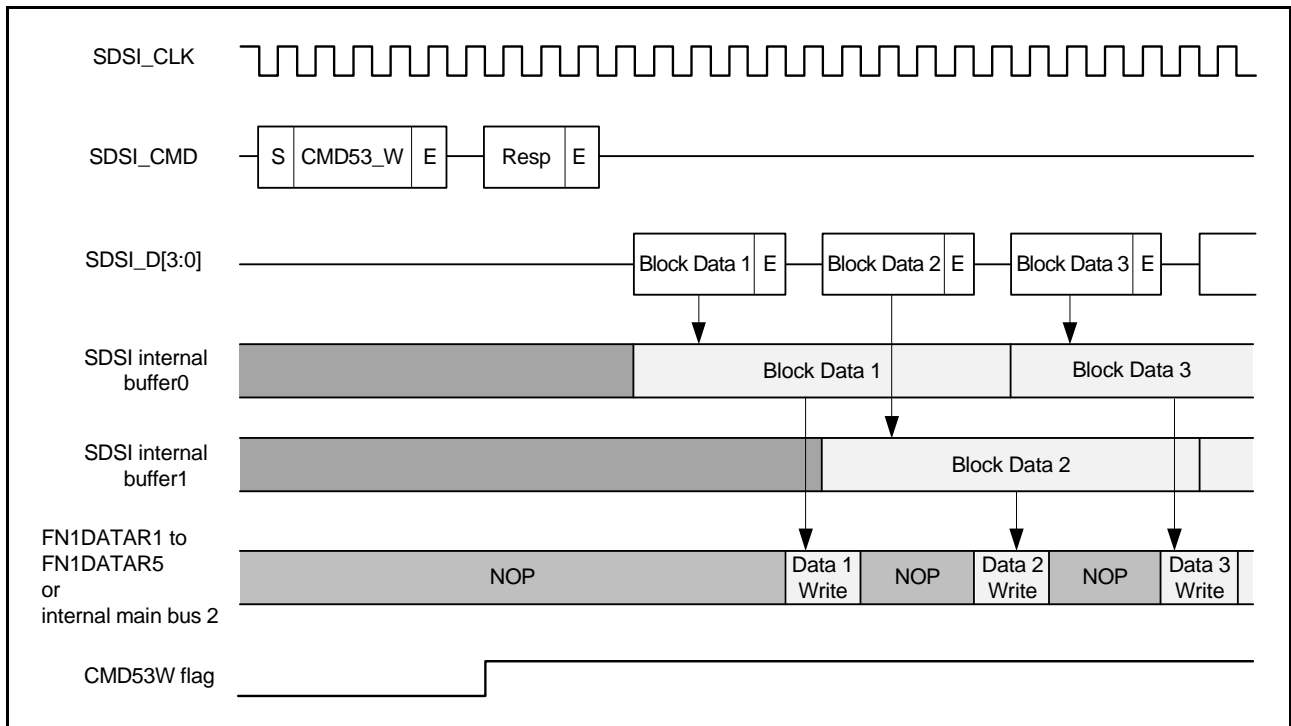 SDSI_CLK
SDSI_CMD
S CMD53_W E Resp E
SDSI_D[3:0]
Block Data 1 E Block Data 2 E Block Data 3 E
SDSI internal
buffer0
Block Data 1 Block Data 3
SDSI internal
buffer1
Block Data 2
FN1DATAR1 to
FN1DATAR5
or
internal main bus 2
NOP
Data 1
Write
NOP
Data 2
Write
NOP
Data 3
Write
CMD53W flag